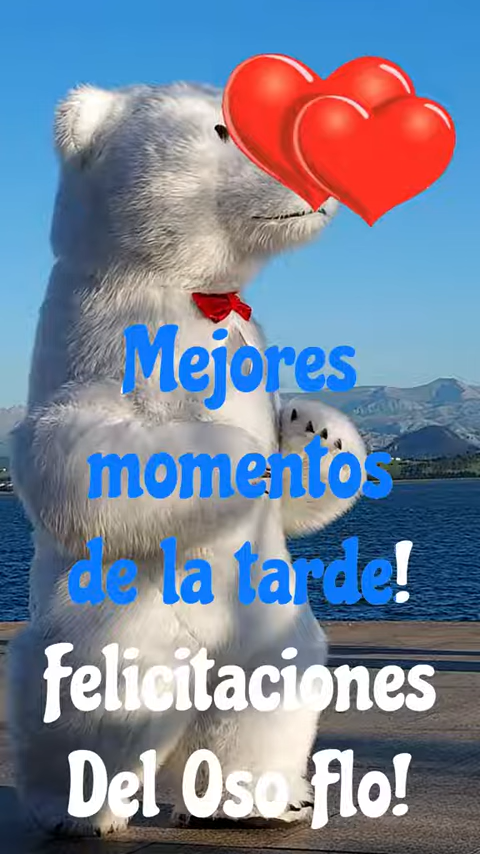 Mejores
momentos
de la tarde!
Felicitaciones
Del Oso Flo!